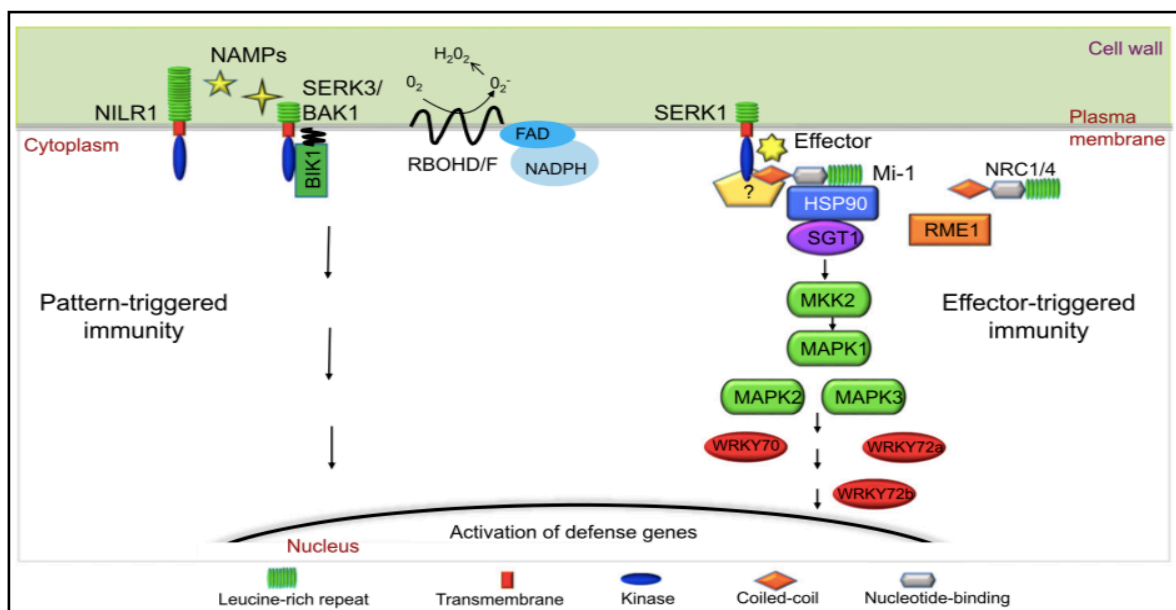 Cell wall
NAMPs
H2O2
O2
O2-
SERK3/
BAK1
NILR1
SERK1
Plasma
membrane
Cytoplasm
FAD
RBOHD/F
NADPH
BIK1
Effector
Mi-1
NRC1/4
?
HSP90
SGT1
RME1
Pattern-triggered
immunity
MKK2
MAPK1
Effector-triggered
immunity
MAPK2
MAPK3
WRKY70
WRKY72a
WRKY72b
Activation of defense genes
Nucleus
Leucine-rich repeat
Transmembrane
Kinase
Coiled-coil
Nucleotide-binding